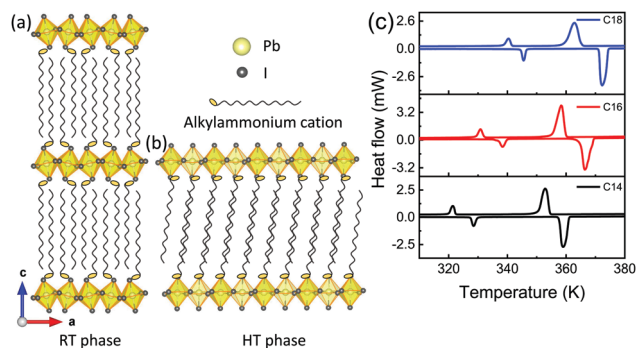 (a)
Pb
I
Alkylammonium cation
(b)
c
a
RT phase
HT phase
(c)
C18
2.6
0.0
-2.6
C16
3.2
0.0
-3.2
C14
2.5
0.0
-2.5
Heat flow (mW)
320 340 360 380
Temperature (K)